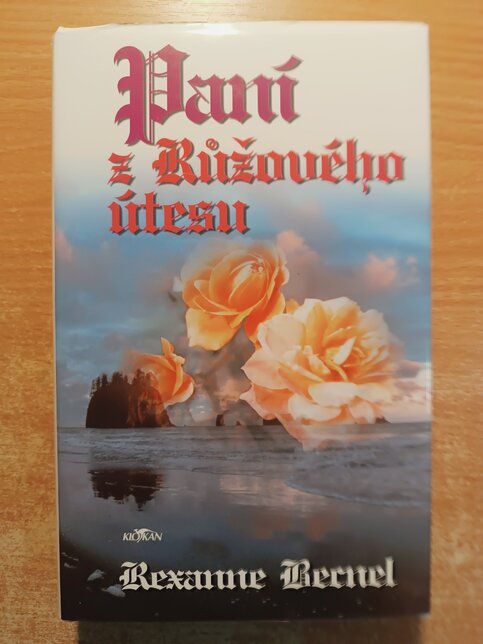 Paní
z Růžového
útesu
KLOKAN
Rexanne Becnel